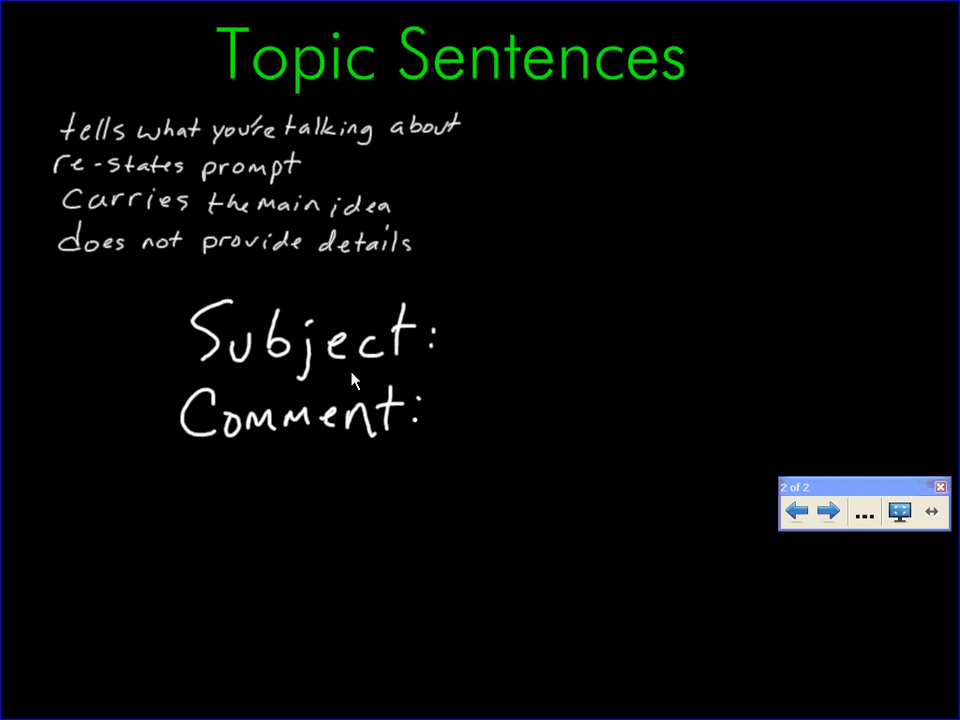 Topic Sentences
tells what you're talking about
re-states prompt
carries the main idea
does not provide details
Subject:
Comment:
2 of 2
...